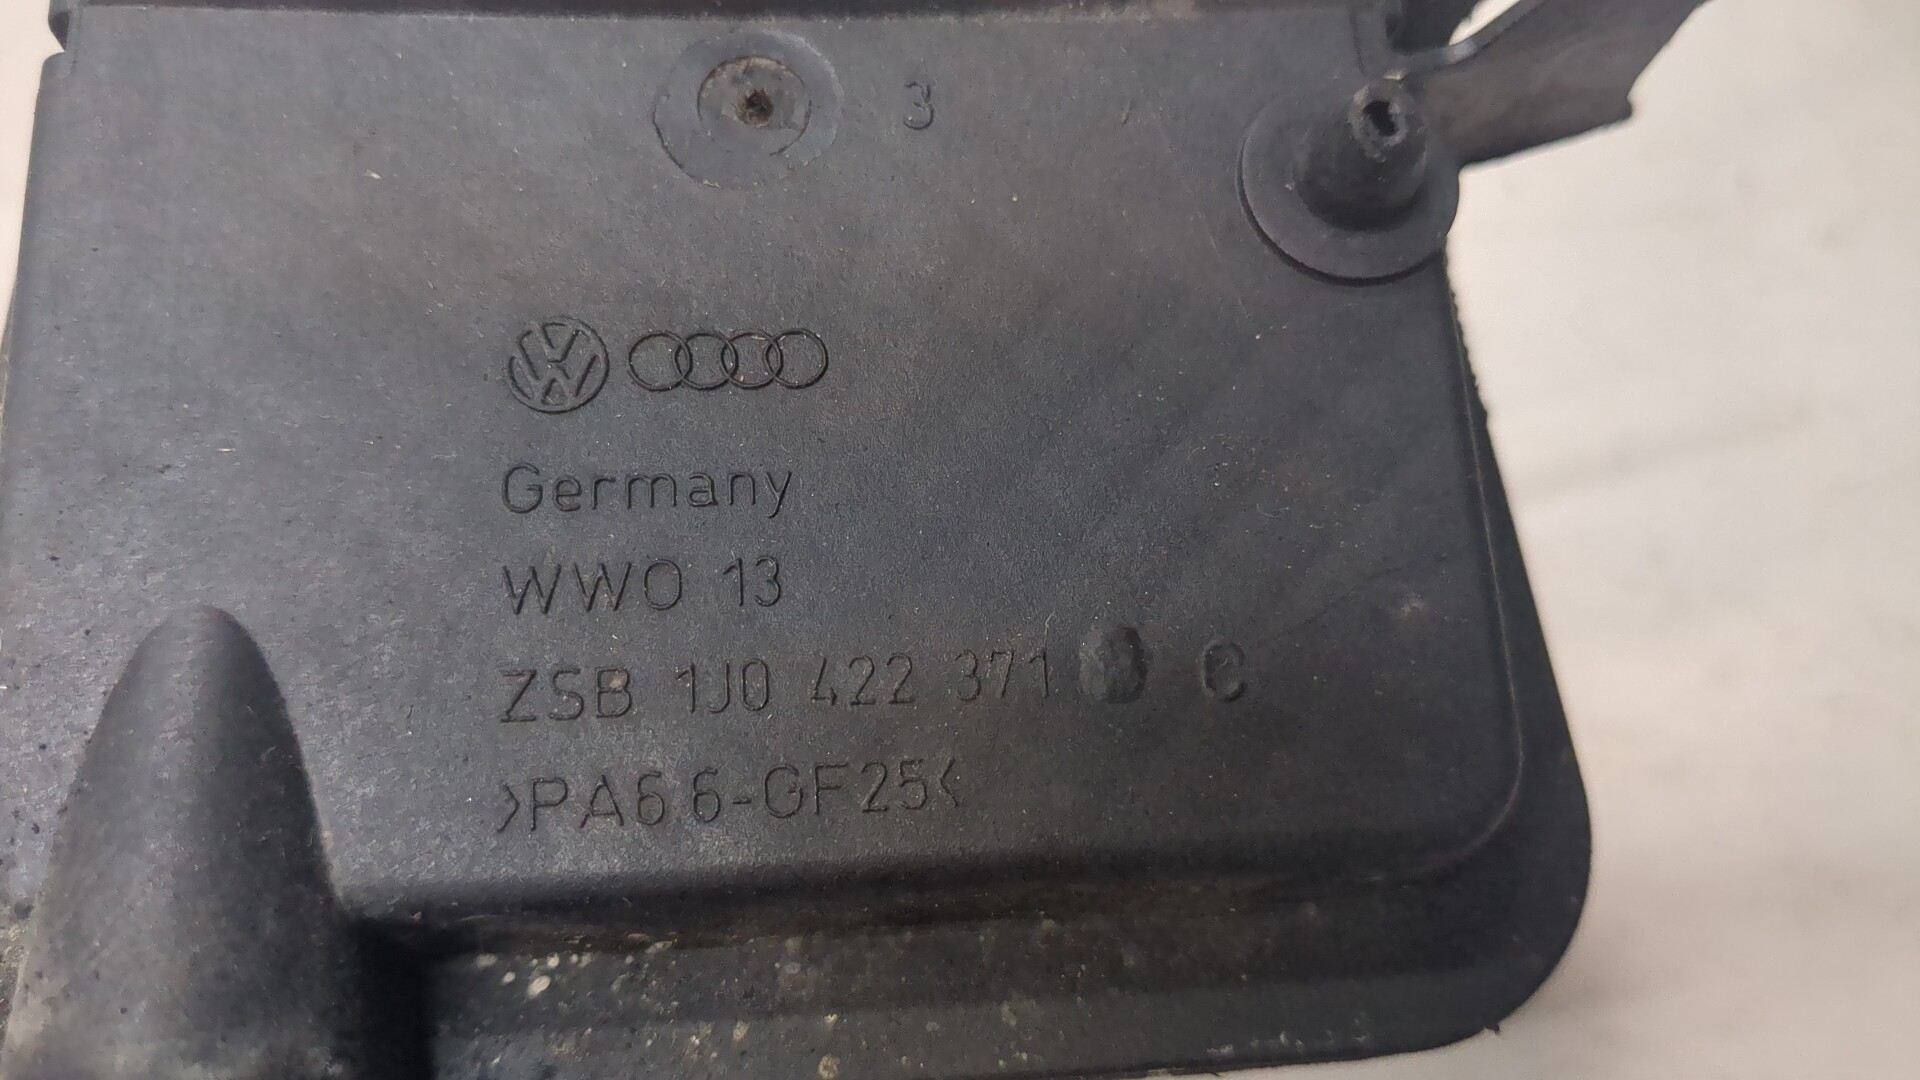 3
Germany
WWO 13
ZSB 1J0 422 371 C
>PA66-GF25<